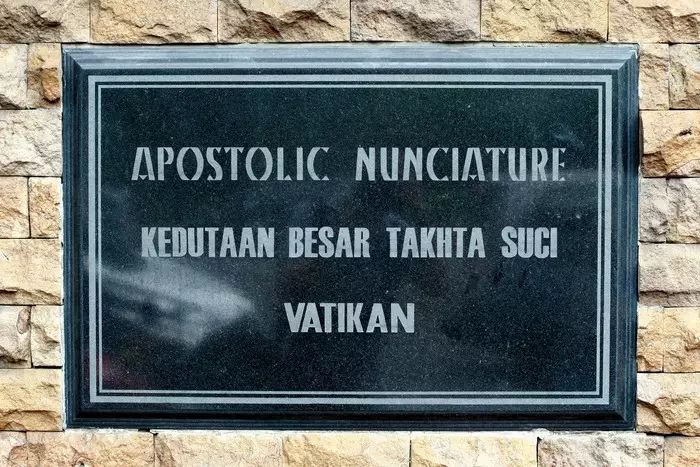 APOSTOLIC NUNCIATURE
KEDUTAAN BESAR TAKHTA SUCI
VATIKAN